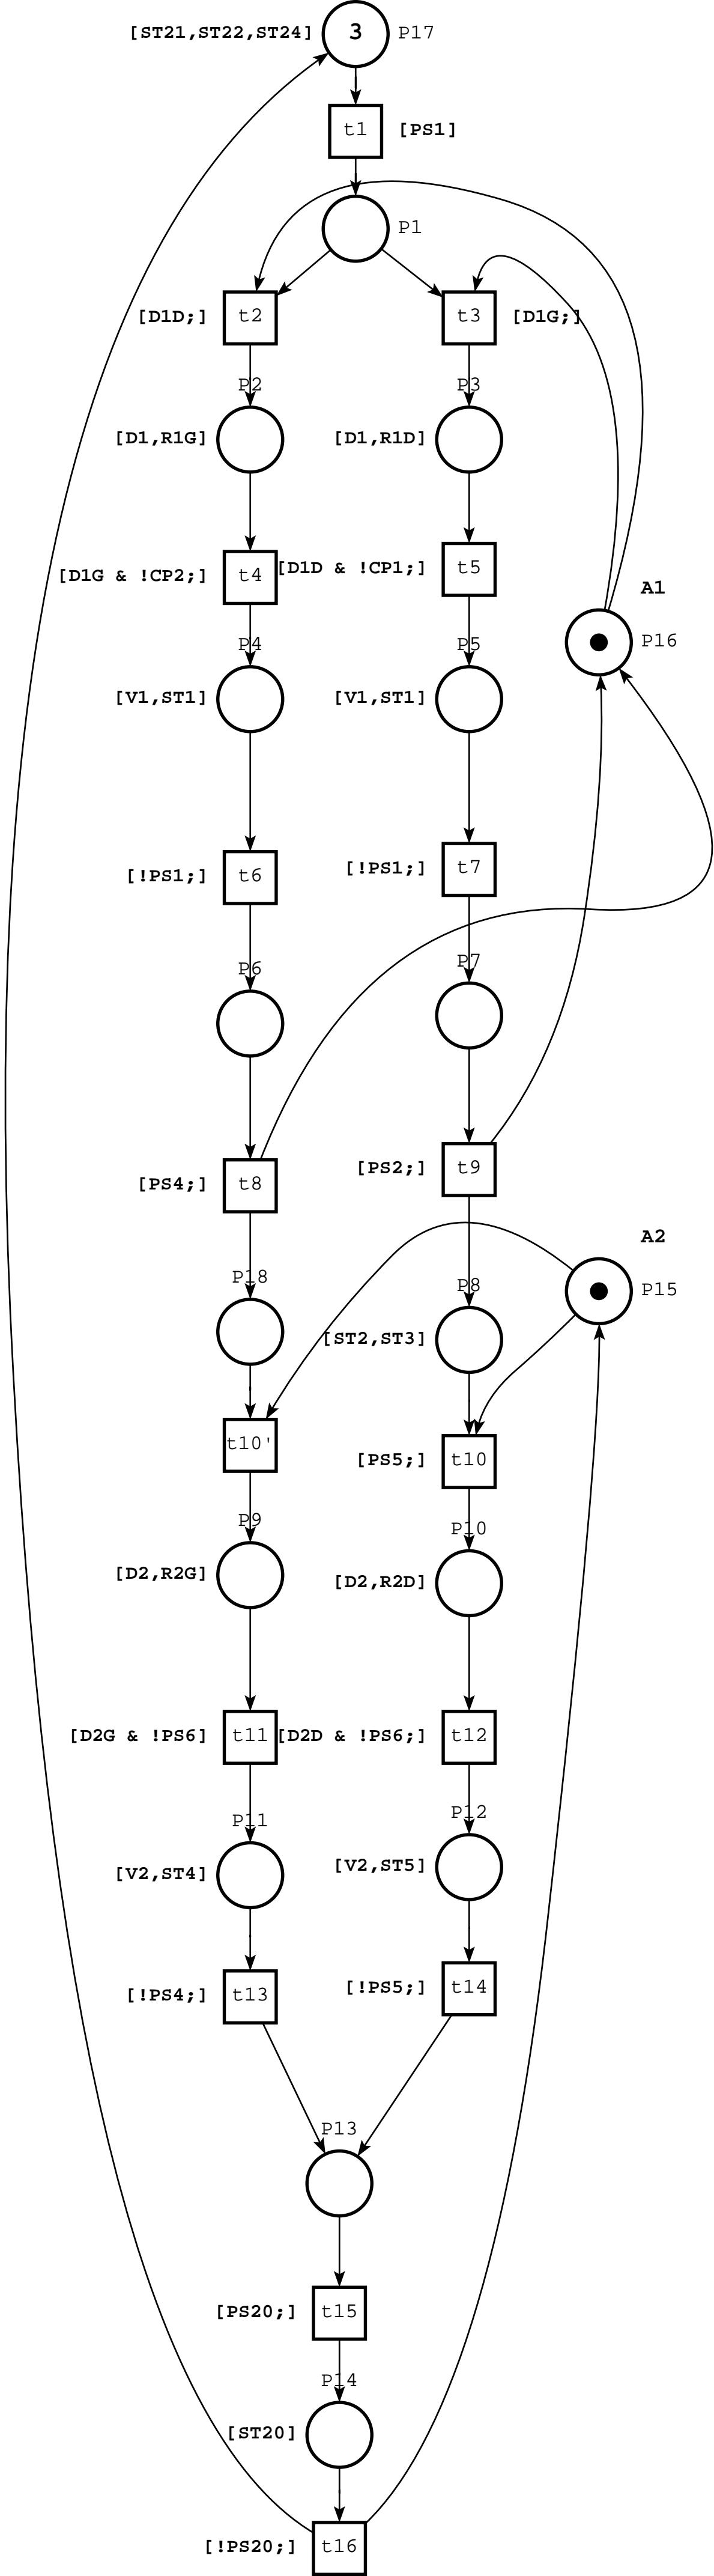 [ST21,ST22,ST24] 3 P17
t1 [PS1]
P1
[D1D;] t2 t3 [D1G;]
P2 P3
[D1,R1G] [D1,R1D]
[D1G & !CP2;] t4 [D1D & !CP1;] t5
A1
P4 P5 P16
[V1,ST1] [V1,ST1]
[!PS1;] t6 [!PS1;] t7
P6 P7
[PS4;] t8 [PS2;] t9
A2
P18 P8 P15
[ST2,ST3]
t10' [PS5;] t10
P9 P10
[D2,R2G] [D2,R2D]
[D2G & !PS6] t11 [D2D & !PS6;] t12
P11 P12
[V2,ST4] [V2,ST5]
[!PS4;] t13 [!PS5;] t14
P13
[PS20;] t15
P14
[ST20]
[!PS20;] t16